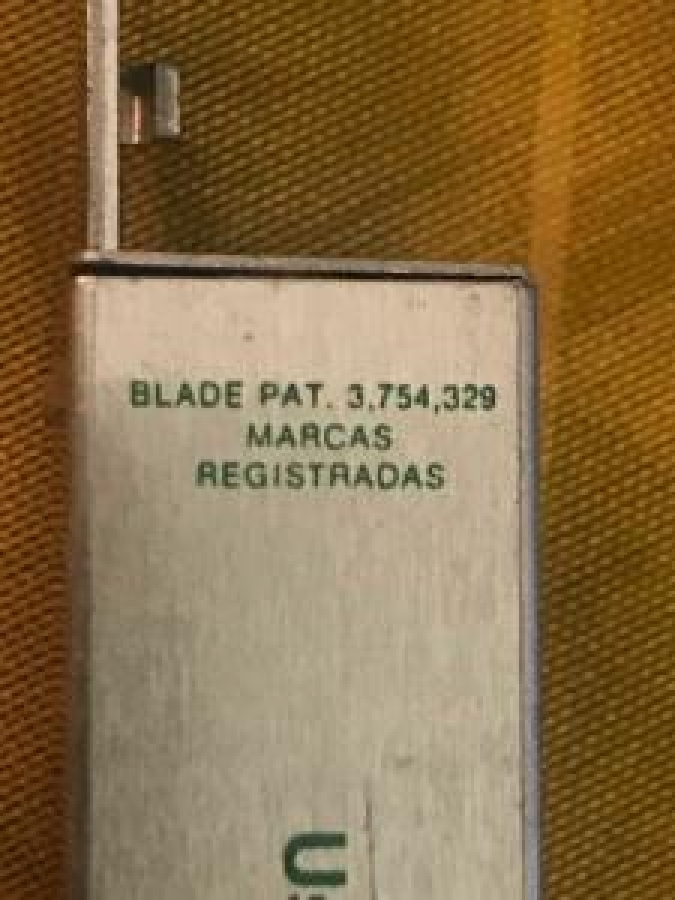 BLADE PAT. 3,754,329
MARCAS
REGISTRADAS